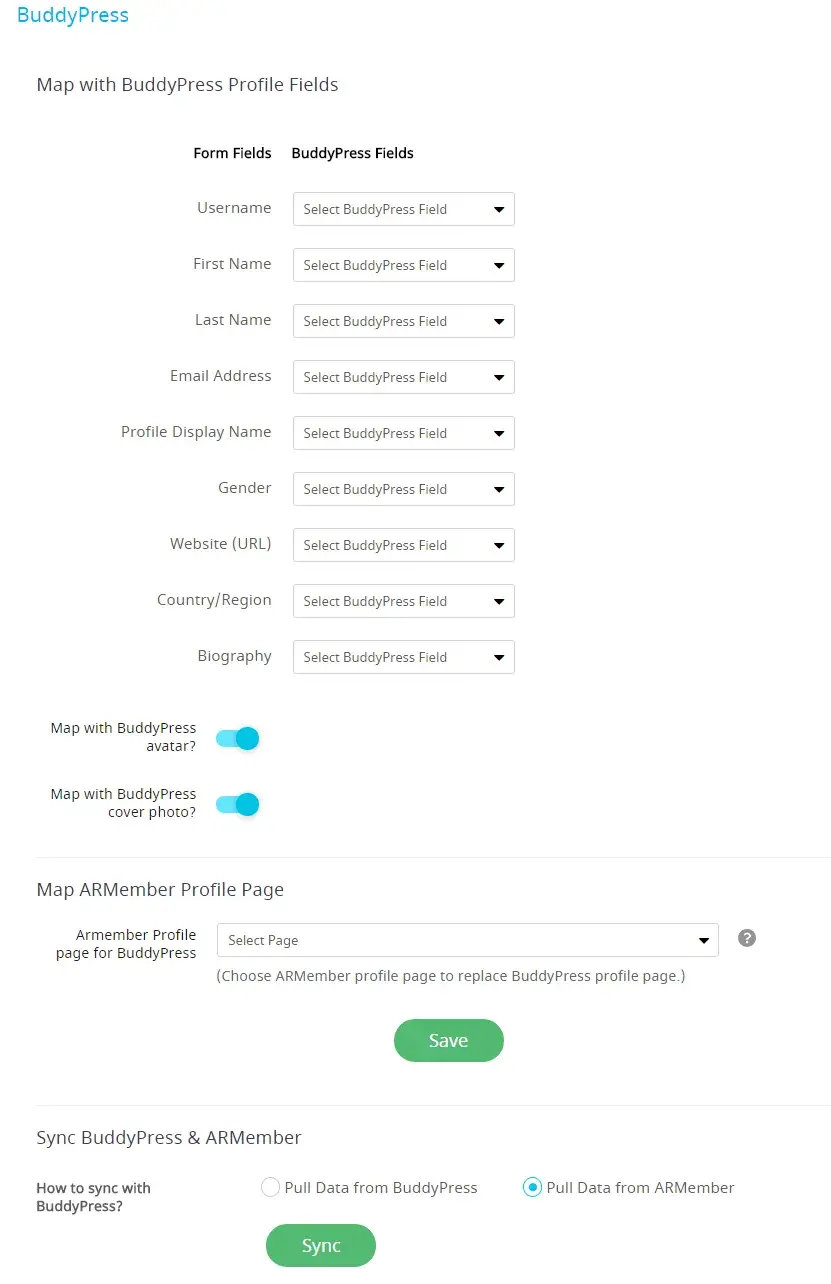 BuddyPress
Map with BuddyPress Profile Fields
Form Fields BuddyPress Fields
Username Select BuddyPress Field
First Name Select BuddyPress Field
Last Name Select BuddyPress Field
Email Address Select BuddyPress Field
Profile Display Name Select BuddyPress Field
Gender Select BuddyPress Field
Website (URL) Select BuddyPress Field
Country/Region Select BuddyPress Field
Biography Select BuddyPress Field
Map with BuddyPress
avatar?
Map with BuddyPress
cover photo?
Map ARMember Profile Page
Armember Profile
page for BuddyPress
Select Page ?
(Choose ARMember profile page to replace BuddyPress profile page.)
Save
Sync BuddyPress & ARMember
How to sync with
BuddyPress?
Pull Data from BuddyPress Pull Data from ARMember
Sync